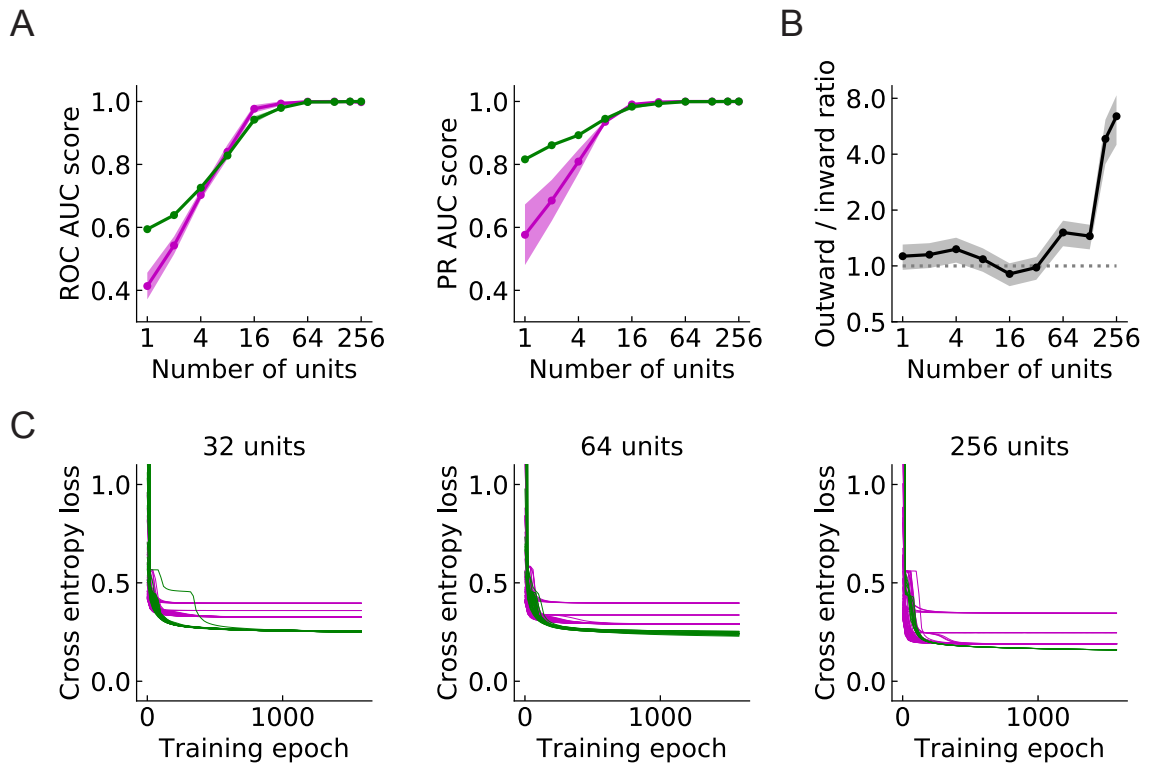 A
ROC AUC score
1.0
0.8
0.6
0.4
1 4 16 64 256
Number of units
PR AUC score
1.0
0.8
0.6
0.4
1 4 16 64 256
Number of units
B
Outward / inward ratio
8.0
4.0
2.0
1.0
0.5
1 4 16 64 256
Number of units
C
32 units
Cross entropy loss
1.0
0.5
0.0
0 1000
Training epoch
64 units
Cross entropy loss
1.0
0.5
0.0
0 1000
Training epoch
256 units
Cross entropy loss
1.0
0.5
0.0
0 1000
Training epoch